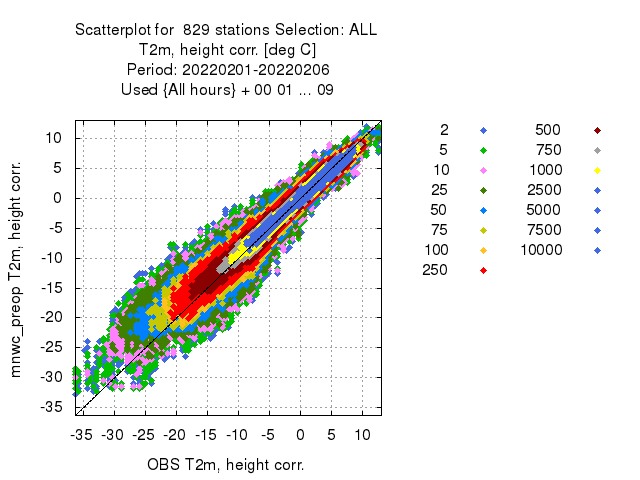 Scatterplot for 829 stations Selection: ALL
T2m, height corr. [deg C]
Period: 20220201-20220206
Used {All hours} + 00 01 ... 09
mnwc_preop T2m, height corr.
10
5
0
-5
-10
-15
-20
-25
-30
-35
-35 -30 -25 -20 -15 -10 -5 0 5 10
OBS T2m, height corr.
2 500
5 750
10 1000
25 2500
50 5000
75 7500
100 10000
250